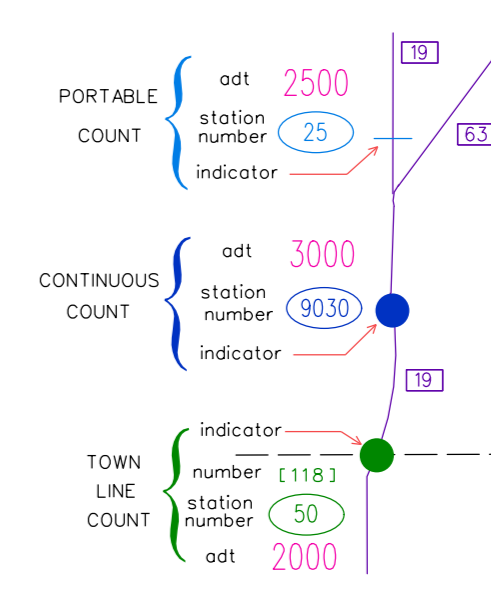 19
adt 2500
PORTABLE
COUNT
station
number 25
63
indicator
adt 3000
CONTINUOUS
COUNT
station
number 9030
indicator
19
indicator
TOWN
LINE
COUNT
number [118]
station
number 50
adt 2000